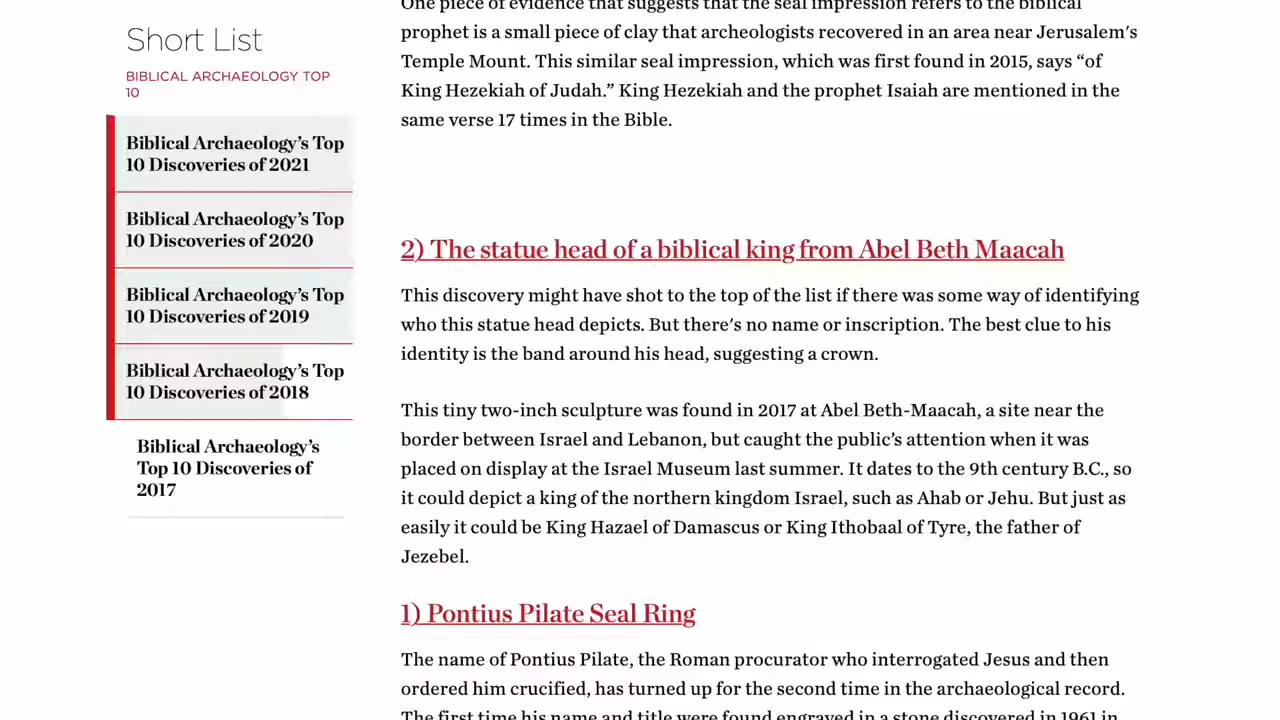 Short List
BIBLICAL ARCHAEOLOGY TOP
10
Biblical Archaeology’s Top
10 Discoveries of 2021
Biblical Archaeology’s Top
10 Discoveries of 2020
Biblical Archaeology’s Top
10 Discoveries of 2019
Biblical Archaeology’s Top
10 Discoveries of 2018
Biblical Archaeology’s
Top 10 Discoveries of
2017
One piece of evidence that suggests that the seal impression refers to the biblical
prophet is a small piece of clay that archeologists recovered in an area near Jerusalem's
Temple Mount. This similar seal impression, which was first found in 2015, says “of
King Hezekiah of Judah.” King Hezekiah and the prophet Isaiah are mentioned in the
same verse 17 times in the Bible.
2) The statue head of a biblical king from Abel Beth Maacah
This discovery might have shot to the top of the list if there was some way of identifying
who this statue head depicts. But there's no name or inscription. The best clue to his
identity is the band around his head, suggesting a crown.
This tiny two-inch sculpture was found in 2017 at Abel Beth-Maacah, a site near the
border between Israel and Lebanon, but caught the public’s attention when it was
placed on display at the Israel Museum last summer. It dates to the 9th century B.C., so
it could depict a king of the northern kingdom Israel, such as Ahab or Jehu. But just as
easily it could be King Hazael of Damascus or King Ithobaal of Tyre, the father of
Jezebel.
1) Pontius Pilate Seal Ring
The name of Pontius Pilate, the Roman procurator who interrogated Jesus and then
ordered him crucified, has turned up for the second time in the archaeological record.
The first time his name and title were found engraved in a stone discovered in 1961 in